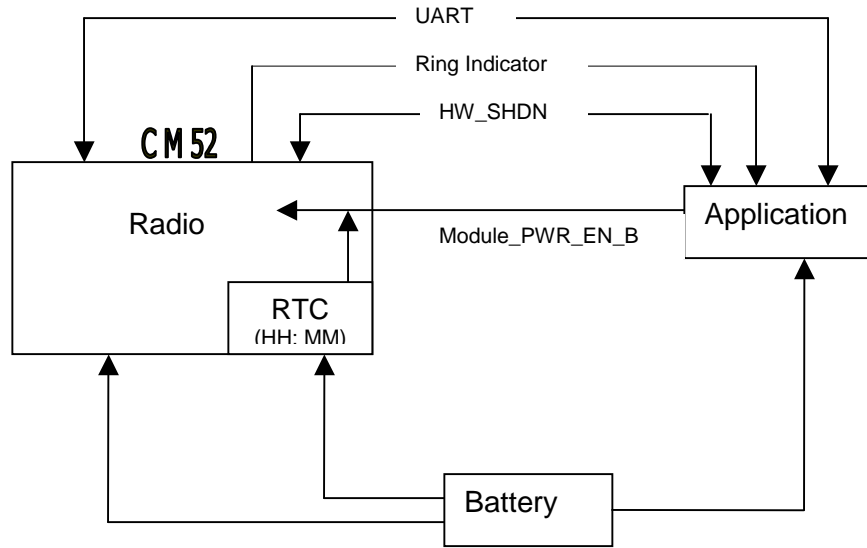 UART
Ring Indicator
HW_SHDN
CM52
Radio
Application
Module_PWR_EN_B
RTC
(HH: MM)
Battery